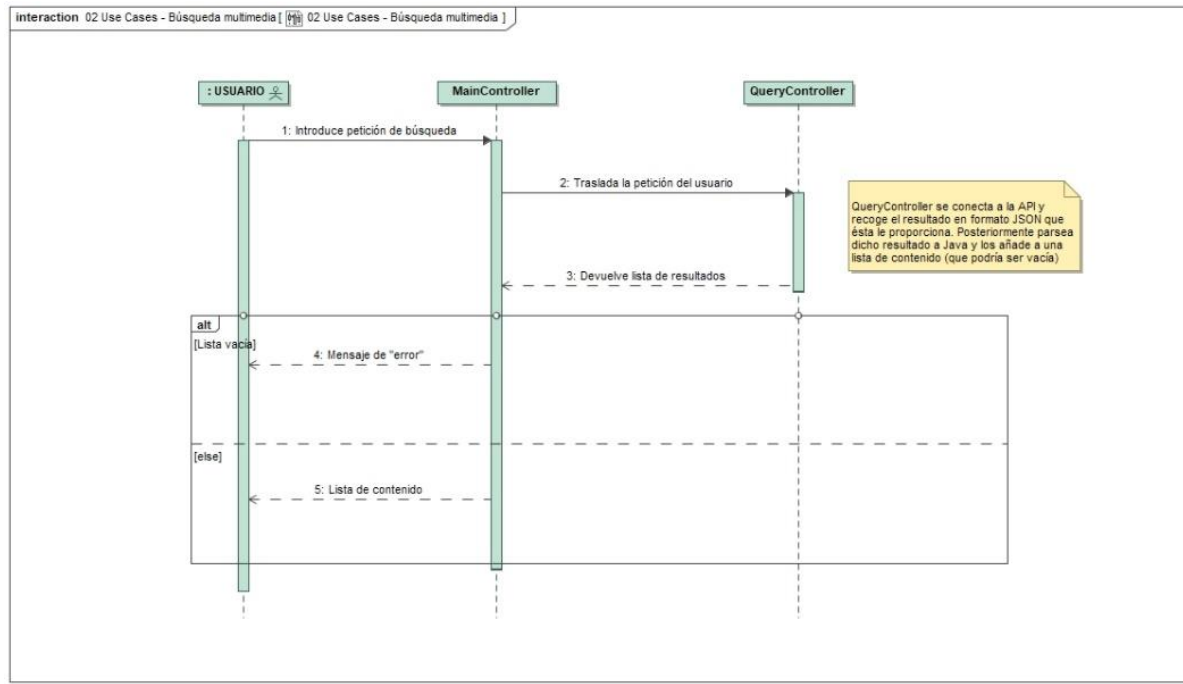 interaction 02 Use Cases - Búsqueda multimedia [ 02 Use Cases - Búsqueda multimedia ]
: USUARIO
MainController
QueryController
1: Introduce petición de búsqueda
2: Traslada la petición del usuario
QueryController se conecta a la API y
recoge el resultado en formato JSON que
ésta le proporciona. Posteriormente parsea
dicho resultado a Java y los añade a una
lista de contenido (que podría ser vacía)
3: Devuelve lista de resultados
alt
[Lista vacía]
4: Mensaje de "error"
[else]
5: Lista de contenido